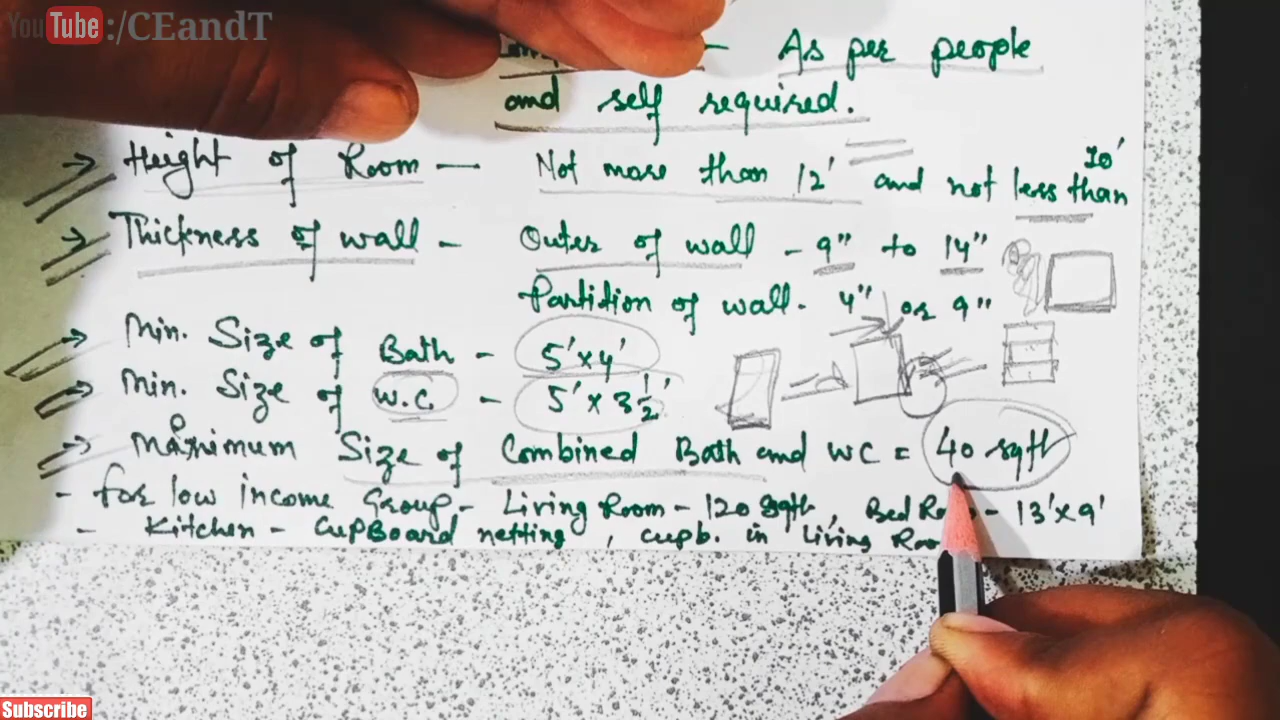 YouTube:/CEandT
— As per people
and self required.
→ Height of Room — Not more than 12' and not less than 10'
→ Thickness of wall - Outer of wall - 9" to 14"
Partition of wall - 4" or 9"
→ Min. Size of Bath - 5'x4'
→ Min. Size of W.C. - 5' x 3 1/2'
→ Maximum Size of Combined Bath and WC = 40 sqft
- for low income Group - Living Room - 120 sqft, Bed - 13'x9'
- Kitchen - CupBoard netting, cupb. in living
Subscribe